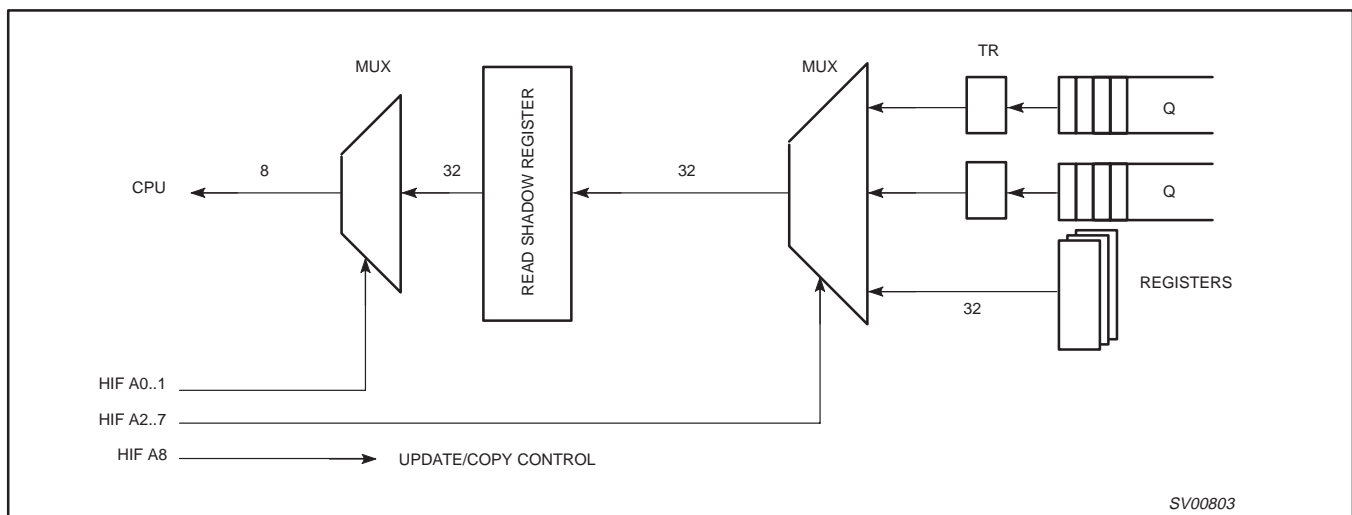 TR
MUX
MUX
READ SHADOW REGISTER
Q
8
32
32
Q
CPU
REGISTERS
32
HIF A0..1
HIF A2..7
HIF A8
UPDATE/COPY CONTROL
SV00803